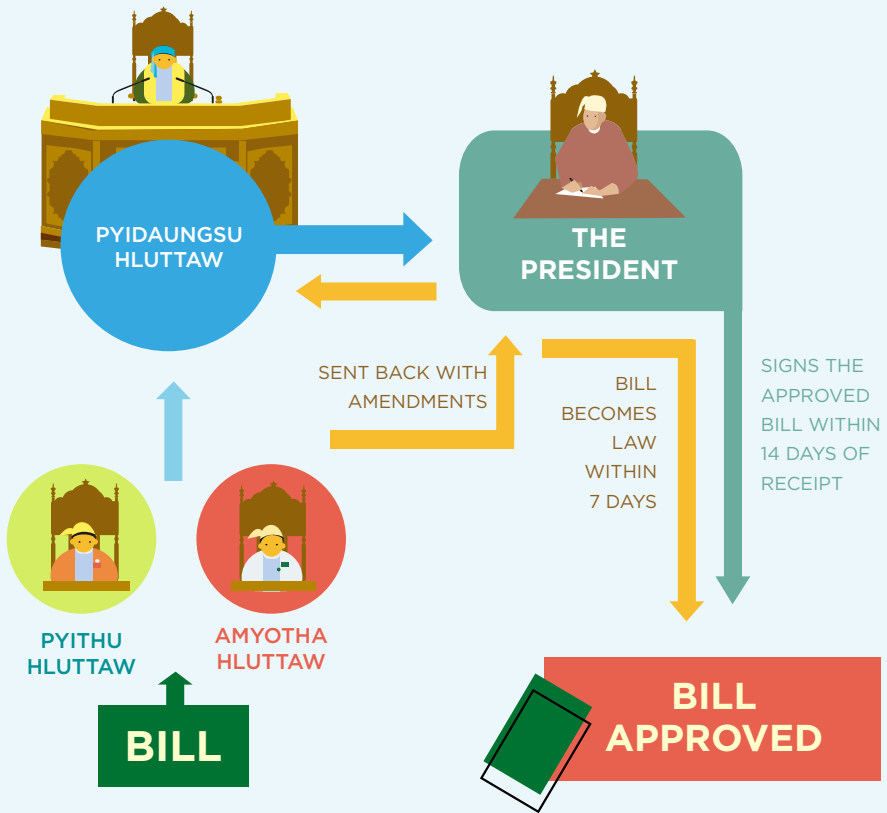 PYIDAUNGSU
HLUTTAW
THE
PRESIDENT
SENT BACK WITH
AMENDMENTS
BILL
BECOMES
LAW
WITHIN
7 DAYS
SIGNS THE
APPROVED
BILL WITHIN
14 DAYS OF
RECEIPT
PYITHU
HLUTTAW
AMYOTHA
HLUTTAW
BILL
BILL
APPROVED